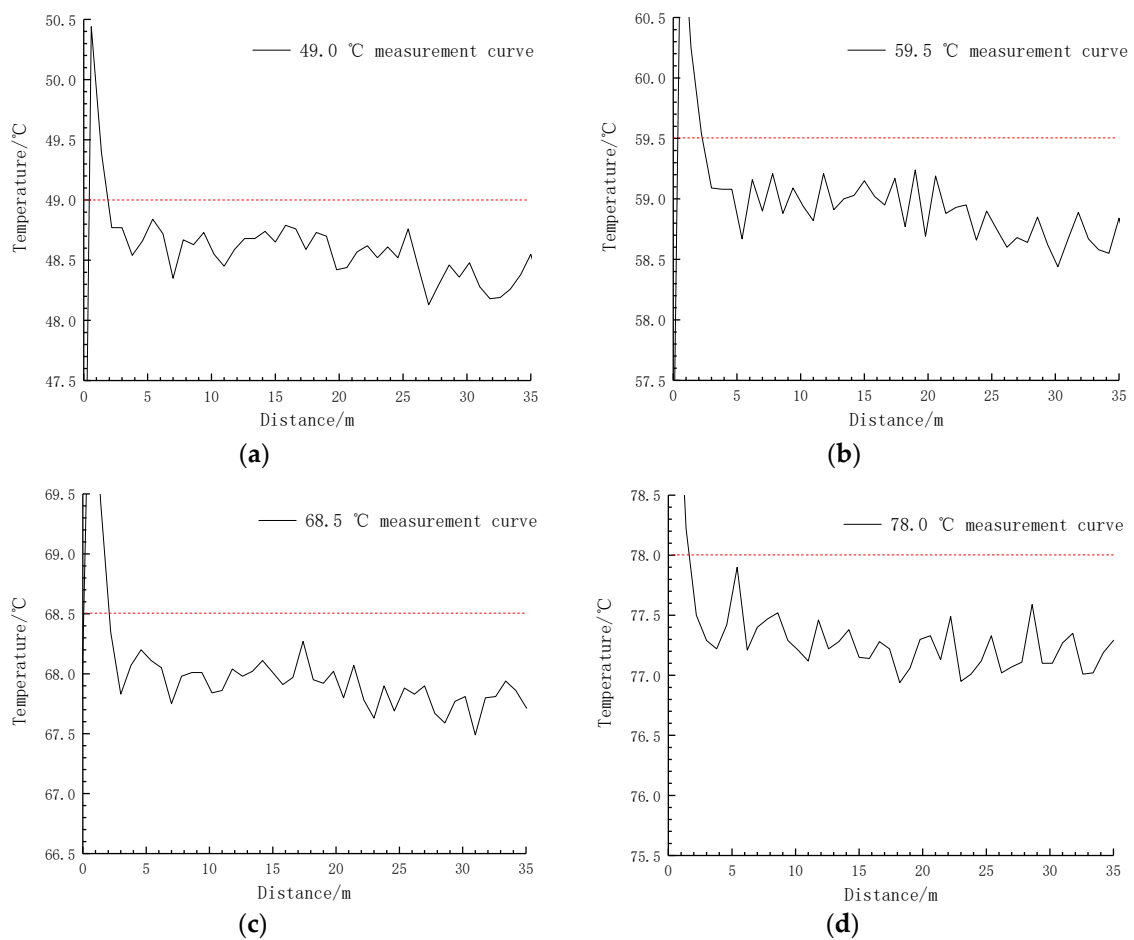 50.5
50.0
49.5
49.0
48.5
48.0
47.5
Temperature/℃
49.0 ℃ measurement curve
0 5 10 15 20 25 30 35
Distance/m
(a)
60.5
60.0
59.5
59.0
58.5
58.0
57.5
Temperature/℃
59.5 ℃ measurement curve
0 5 10 15 20 25 30 35
Distance/m
(b)
69.5
69.0
68.5
68.0
67.5
67.0
66.5
Temperature/℃
68.5 ℃ measurement curve
0 5 10 15 20 25 30 35
Distance/m
(c)
78.5
78.0
77.5
77.0
76.5
76.0
75.5
Temperature/℃
78.0 ℃ measurement curve
0 5 10 15 20 25 30 35
Distance/m
(d)